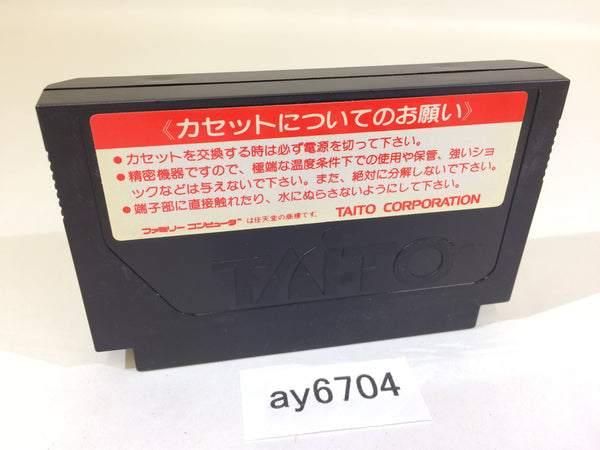 《カセットについてのお願い》
●カセットを交換する時は必ず電源を切って下さい。
●精密機器ですので、極端な温度条件下での使用や保管、強いショ
ックなどは与えないで下さい。また、絶対に分解しないで下さい。
●端子部に直接触れたり、水にぬらさないようにして下さい。
ファミリーコンピュータ™は任天堂の商標です。 TAITO CORPORATION
TAITO
ay6704